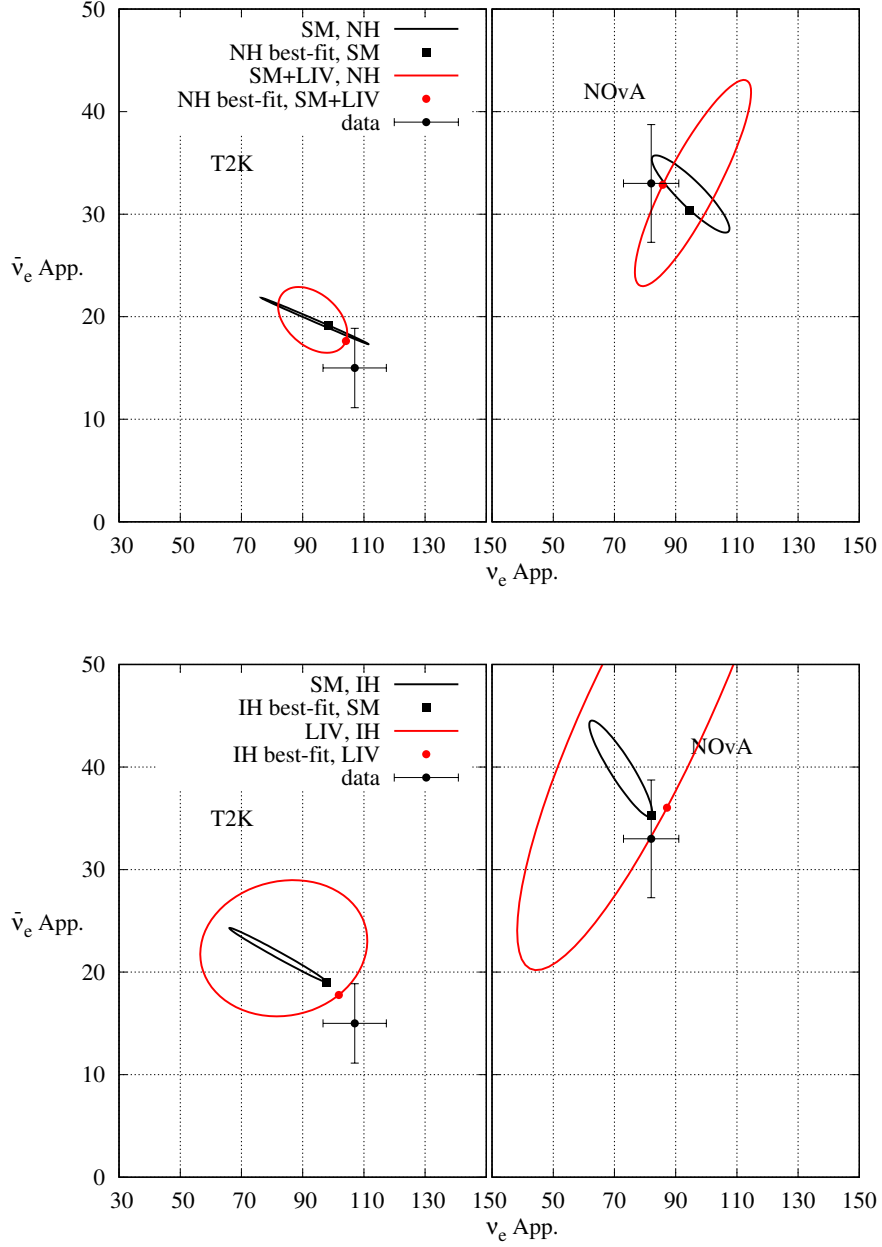 50
40
30
20
10
0
ν̄e App.
SM, NH
NH best-fit, SM
SM+LIV, NH
NH best-fit, SM+LIV
data
T2K
NOvA
30 50 70 90 110 130 150 50 70 90 110 130 150
νe App.
50
40
30
20
10
0
ν̄e App.
SM, IH
IH best-fit, SM
LIV, IH
IH best-fit, LIV
data
T2K
NOvA
30 50 70 90 110 130 150 50 70 90 110 130 150
νe App.